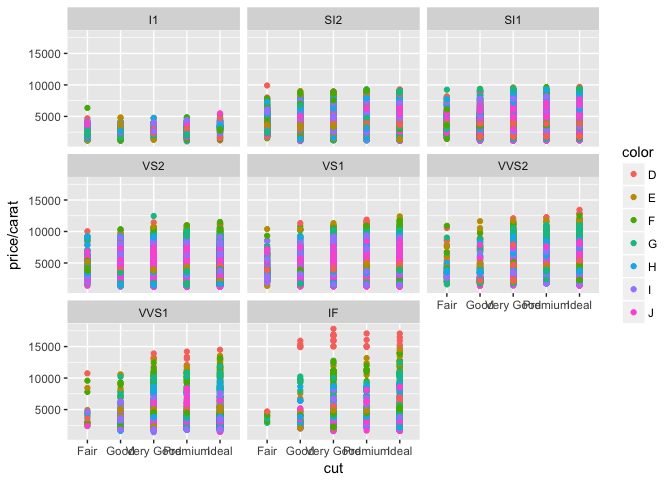 I1 SI2 SI1
15000
10000
5000
VS2 VS1 VVS2
15000
10000
5000
Fair Good Very Good Premium Ideal
VVS1 IF
15000
10000
5000
Fair Good Very Good Premium Ideal Fair Good Very Good Premium Ideal
cut
price/carat
color
D
E
F
G
H
I
J